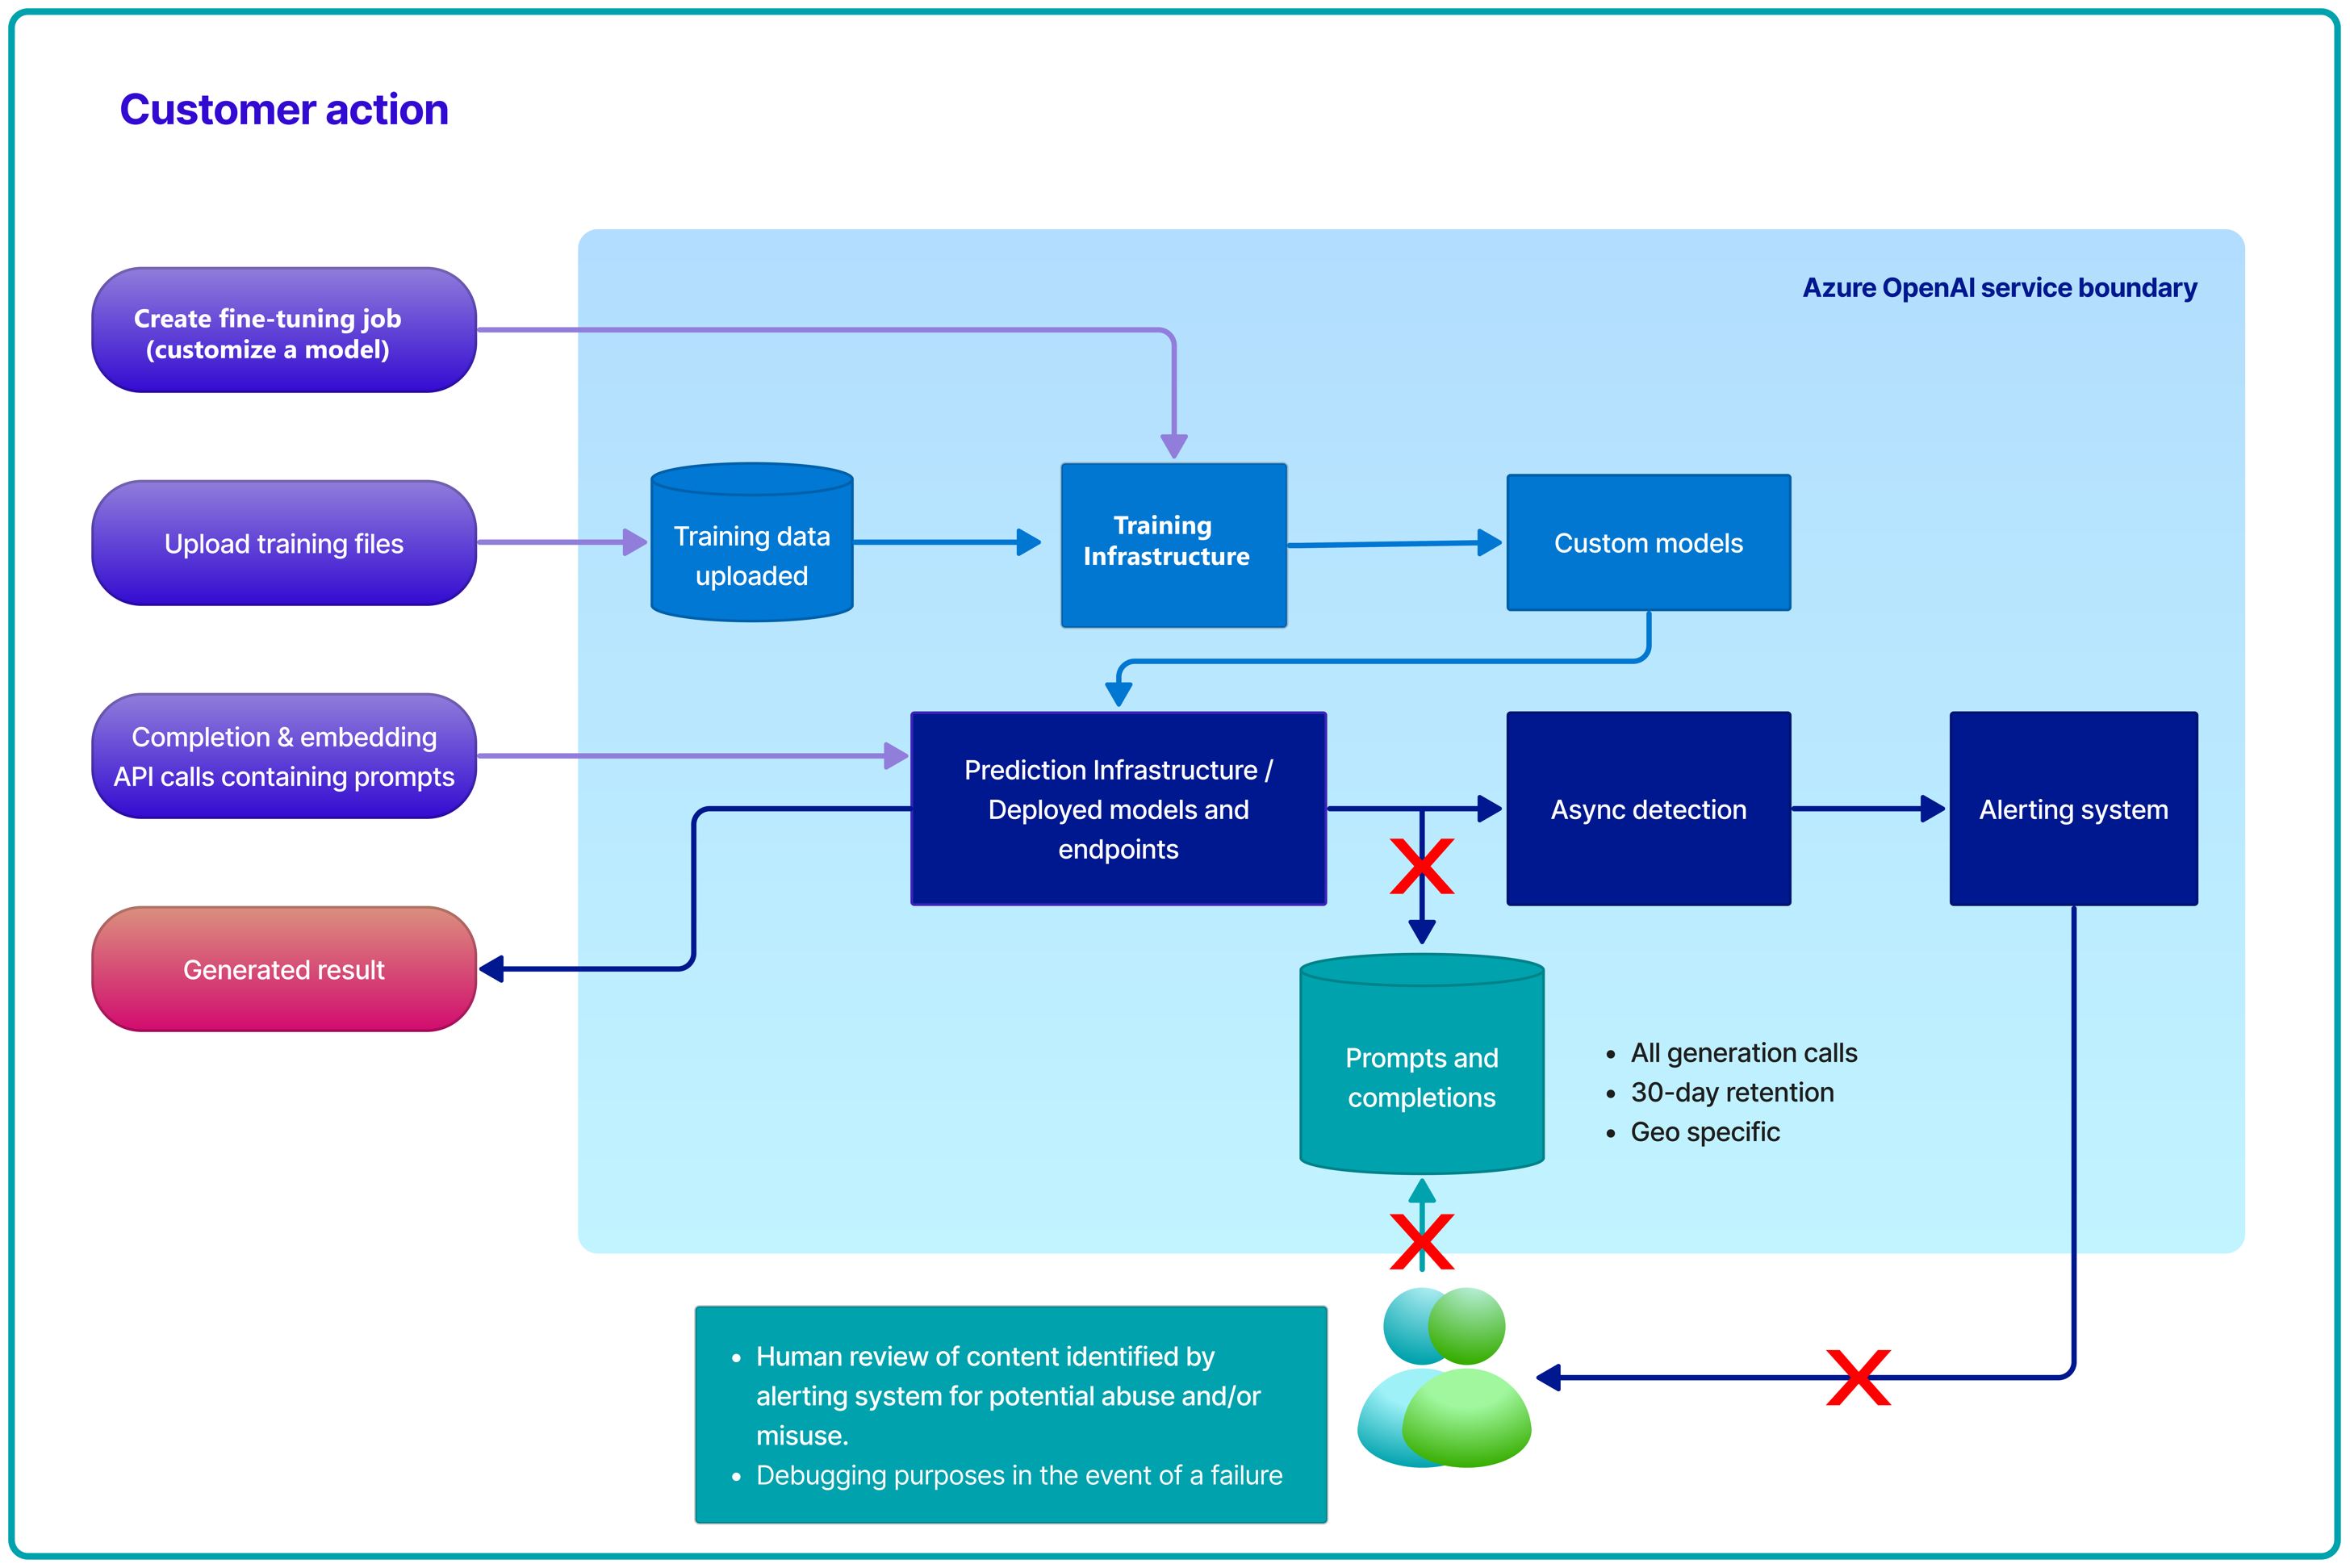 Customer action
Azure OpenAI service boundary
Create fine-tuning job
(customize a model)
Upload training files
Training data
uploaded
Training
Infrastructure
Custom models
Completion & embedding
API calls containing prompts
Prediction Infrastructure /
Deployed models and
endpoints
Async detection
Alerting system
Generated result
Prompts and
completions
• All generation calls
• 30-day retention
• Geo specific
• Human review of content identified by
alerting system for potential abuse and/or
misuse.
• Debugging purposes in the event of a failure